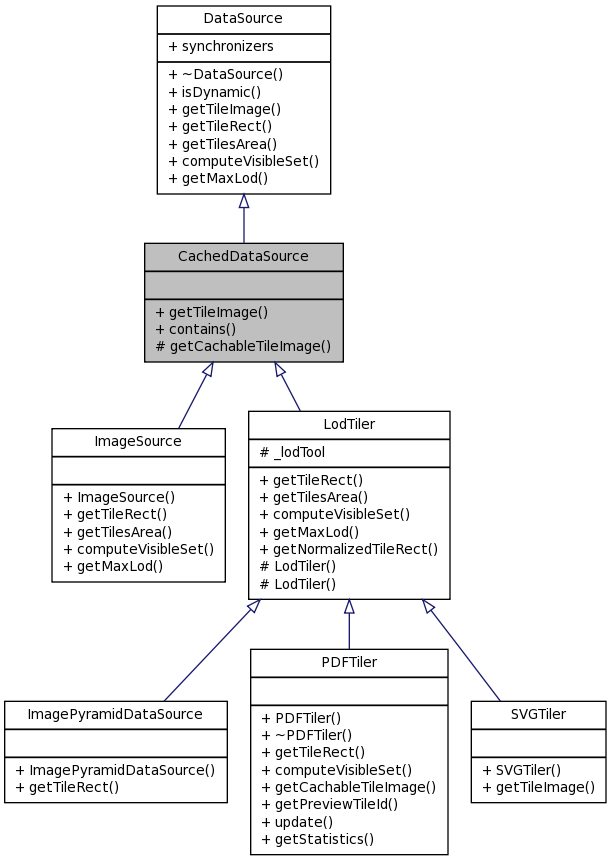 DataSource
+ synchronizers
+ ~DataSource()
+ isDynamic()
+ getTileImage()
+ getTileRect()
+ getTilesArea()
+ computeVisibleSet()
+ getMaxLod()
CachedDataSource
+ getTileImage()
+ contains()
# getCachableTileImage()
ImageSource
+ ImageSource()
+ getTileRect()
+ getTilesArea()
+ computeVisibleSet()
+ getMaxLod()
LodTiler
# _lodTool
+ getTileRect()
+ getTilesArea()
+ computeVisibleSet()
+ getMaxLod()
+ getNormalizedTileRect()
# LodTiler()
# LodTiler()
ImagePyramidDataSource
+ ImagePyramidDataSource()
+ getTileRect()
PDFTiler
+ PDFTiler()
+ ~PDFTiler()
+ getTileRect()
+ computeVisibleSet()
+ getCachableTileImage()
+ getPreviewTileId()
+ update()
+ getStatistics()
SVGTiler
+ SVGTiler()
+ getTileImage()